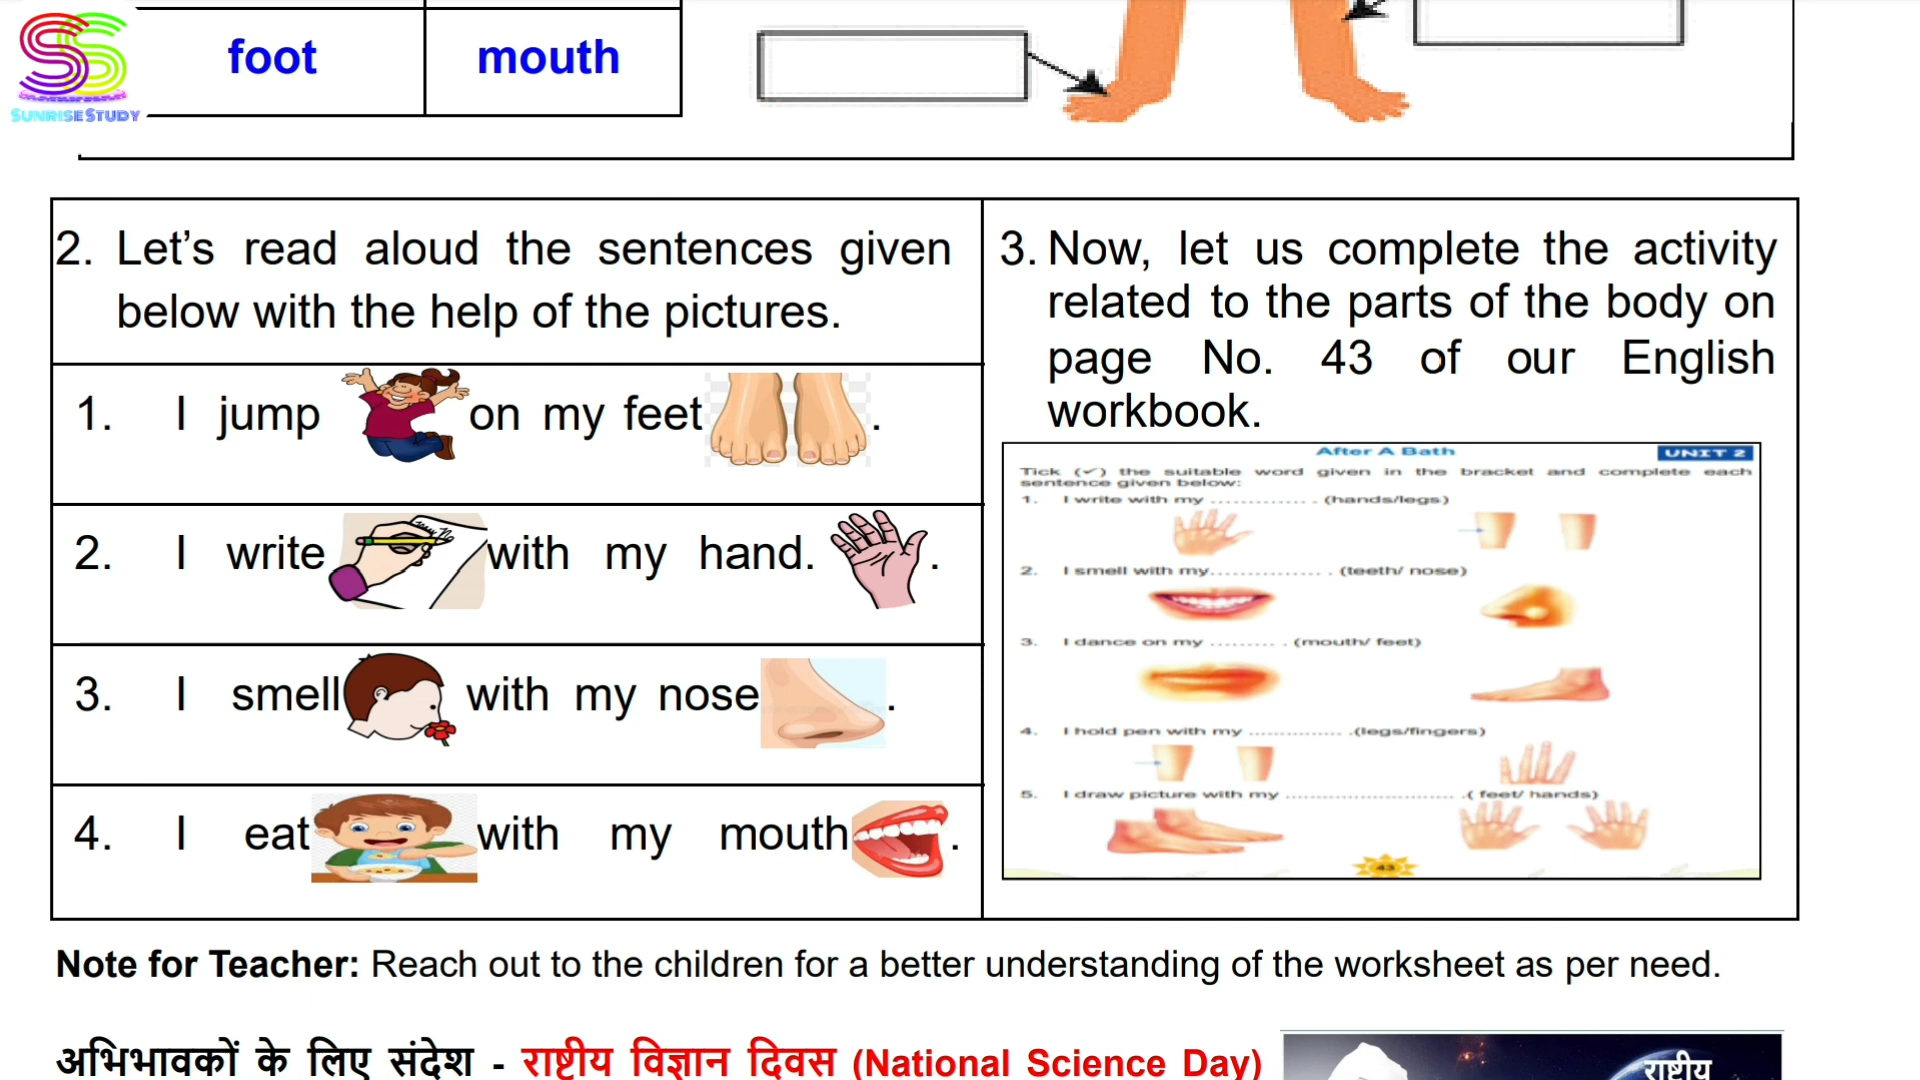 SUNRISE STUDY
foot mouth
2. Let's read aloud the sentences given
below with the help of the pictures.
1. I jump on my feet .
2. I write with my hand. .
3. I smell with my nose .
4. I eat with my mouth .
3. Now, let us complete the activity
related to the parts of the body on
page No. 43 of our English
workbook.
After A Bath UNIT 2
Tick (✓) the suitable word given in the bracket and complete each
sentence given below:
1. I write with my ............. . (hands/legs)
2. I smell with my................ . (teeth/ nose)
3. I dance on my ......... . (mouth/ feet)
4. I hold pen with my .............. .(legs/fingers)
5. I draw picture with my ......................... .( feet/ hands)
43
Note for Teacher: Reach out to the children for a better understanding of the worksheet as per need.
अभिभावकों के लिए संदेश - राष्ट्रीय विज्ञान दिवस (National Science Day)
राष्ट्रीय